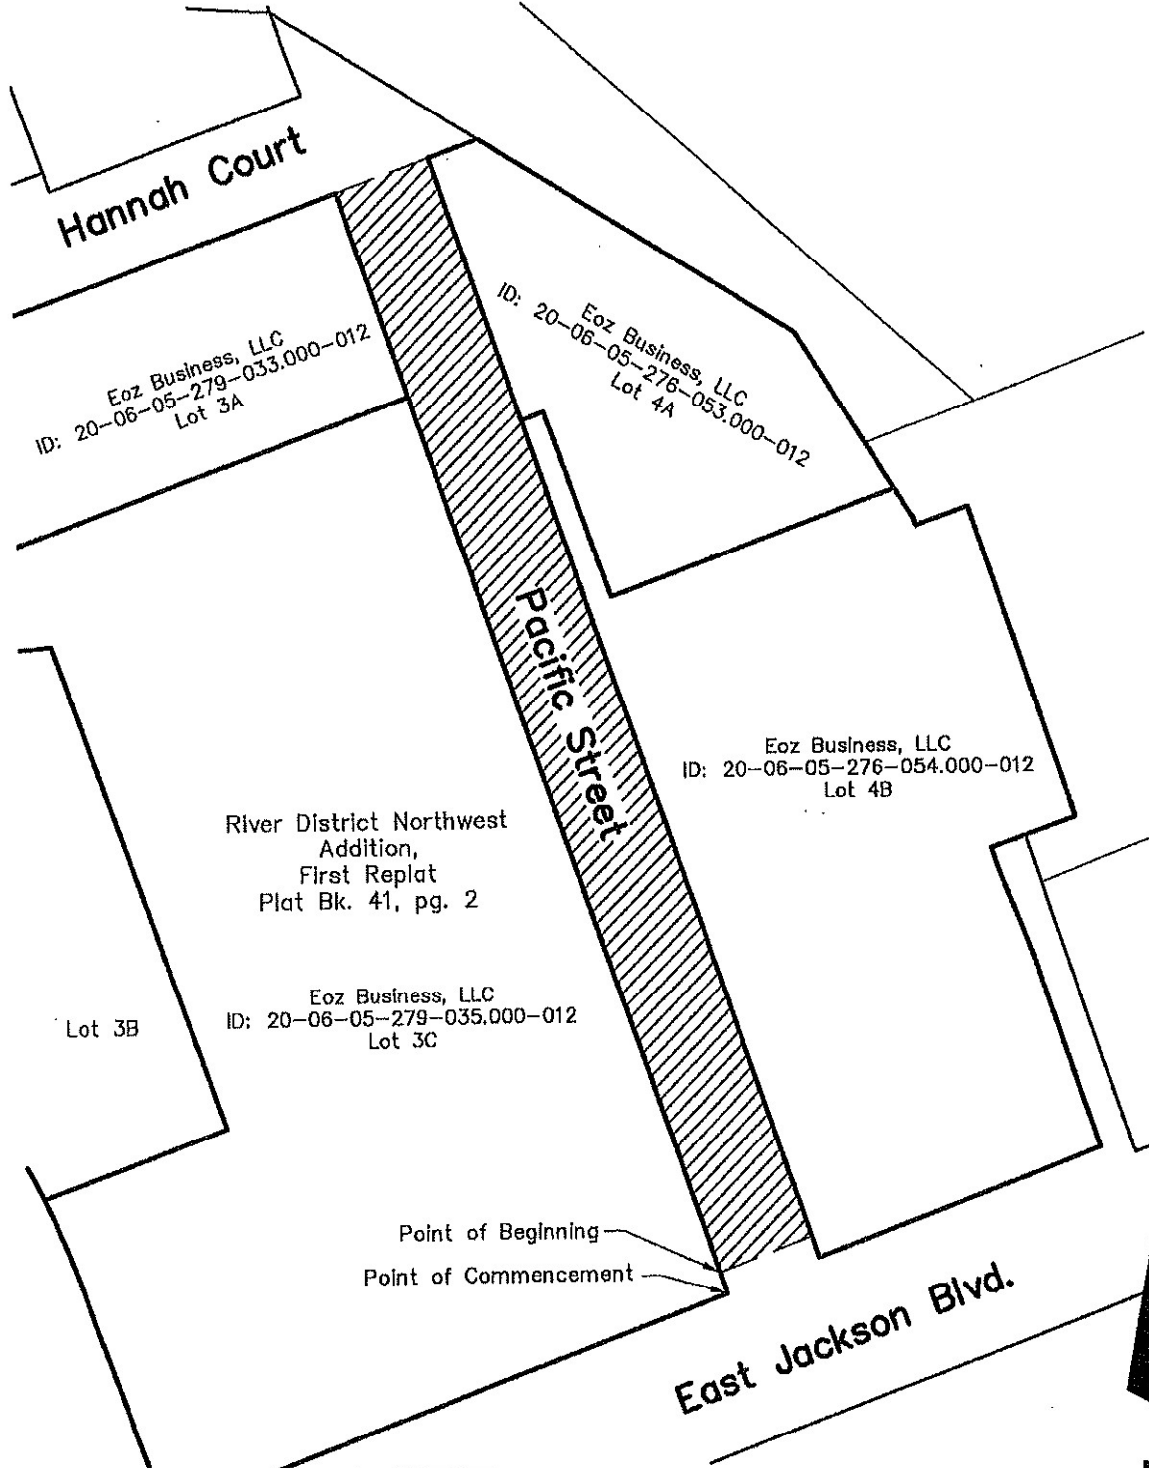 Hannah Court
Eoz Business, LLC
ID: 20-06-05-279-033.000-012
Lot 3A
Eoz Business, LLC
ID: 20-06-05-276-053.000-012
Lot 4A
Pacific Street
Eoz Business, LLC
ID: 20-06-05-276-054.000-012
Lot 4B
River District Northwest
Addition,
First Replat
Plat Bk. 41, pg. 2
Eoz Business, LLC
ID: 20-06-05-279-035.000-012
Lot 3C
Lot 3B
Point of Beginning
Point of Commencement
East Jackson Blvd.